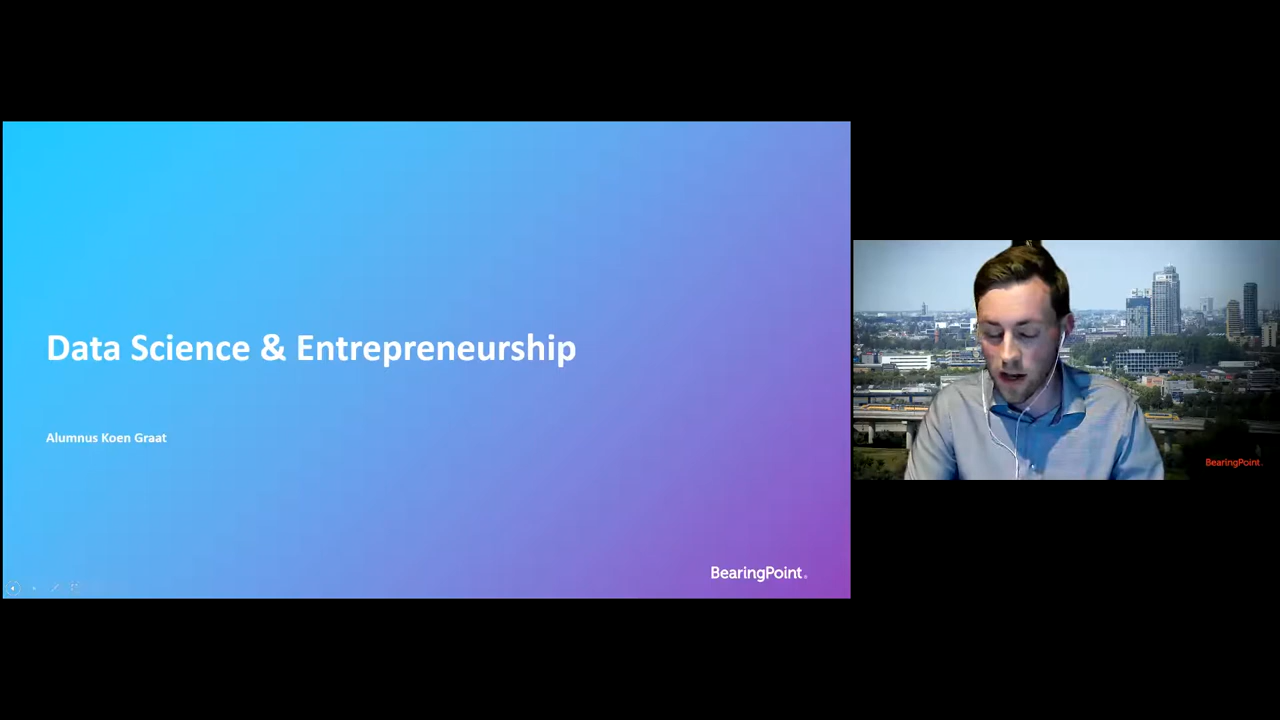 Data Science & Entrepreneurship
Alumnus Koen Graat
BearingPoint.
BearingPoint.